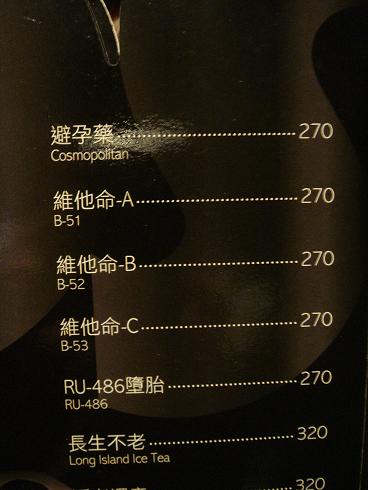 避孕藥 270
Cosmopolitan
維他命-A 270
B-51
維他命-B 270
B-52
維他命-C 270
B-53
RU-486墮胎 270
RU-486
長生不老 320
Long Island Ice Tea
320